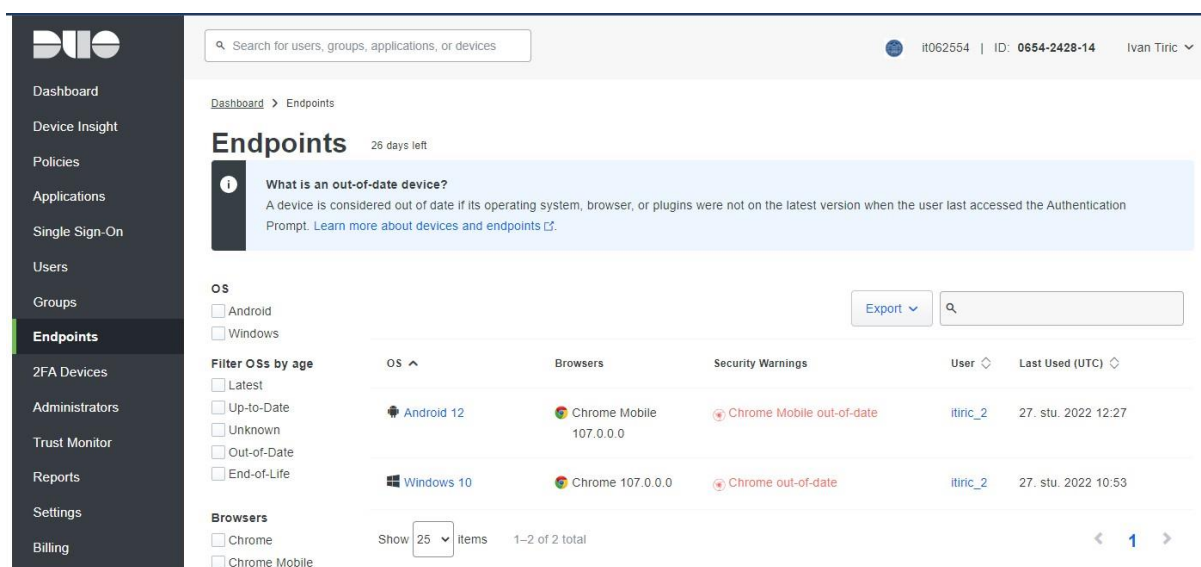 DUO
Search for users, groups, applications, or devices
it062554 | ID: 0654-2428-14
Ivan Tiric
Dashboard
Device Insight
Policies
Applications
Single Sign-On
Users
Groups
Endpoints
2FA Devices
Administrators
Trust Monitor
Reports
Settings
Billing
Dashboard > Endpoints
Endpoints 26 days left
What is an out-of-date device?
A device is considered out of date if its operating system, browser, or plugins were not on the latest version when the user last accessed the Authentication
Prompt. Learn more about devices and endpoints.
OS
Android
Windows
Filter OSs by age
Latest
Up-to-Date
Unknown
Out-of-Date
End-of-Life
Browsers
Chrome
Chrome Mobile
Export
OS Browsers Security Warnings User Last Used (UTC)
Android 12 Chrome Mobile Chrome Mobile out-of-date itiric_2 27. stu. 2022 12:27
107.0.0.0
Windows 10 Chrome 107.0.0.0 Chrome out-of-date itiric_2 27. stu. 2022 10:53
Show 25 items 1–2 of 2 total < 1 >